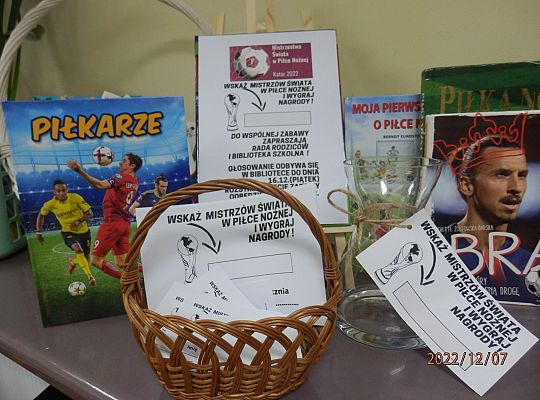 PIŁKARZE
Mistrzostwa
Świata
w Piłce Nożnej
Katar 2022
WSKAŻ MISTRZÓW ŚWIATA
W PIŁCE NOŻNEJ
I WYGRAJ
NAGRODY!
DO WSPÓLNEJ ZABAWY
ZAPRASZAJĄ
RADA RODZICÓW
I BIBLIOTEKA SZKOLNA !
GŁOSOWANIE ODBYWA SIĘ
W BIBLIOTECE DO DNIA
16.12.(PIĄTEK)
WSKAŻ MISTRZÓW ŚWIATA
W PIŁCE NOŻNEJ
I WYGRAJ
NAGRODY!
MOJA PIERWS
O PIŁCE N
PIŁKA NO
BRA
DROGĘ
WSKAŻ MISTRZÓW ŚWIATA
W PIŁCE NOŻNEJ
I WYGRAJ
NAGRODY!
2022/12/07